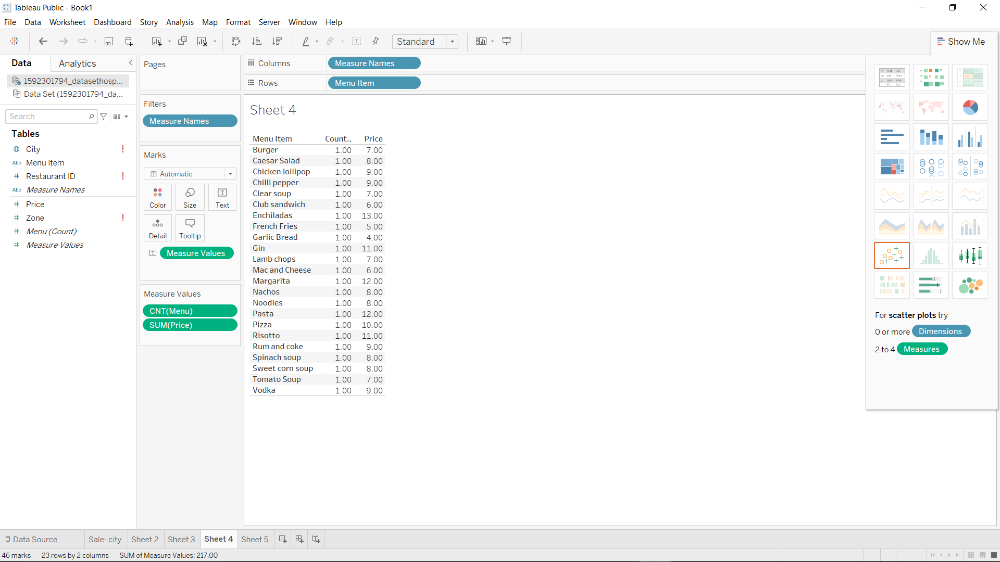 Tableau Public - Book1
File Data Worksheet Dashboard Story Analysis Map Format Server Window Help
Standard
Show Me
Data Analytics
1592301794_datasethosp...
Data Set (1592301794_da...
Search
Tables
City !
Abc Menu Item
Restaurant ID !
Abc Measure Names
Price
Zone !
Menu (Count)
Measure Values
Pages
Filters
Measure Names
Marks
Automatic
Color Size Text
Detail Tooltip
Measure Values
Measure Values
CNT(Menu)
SUM(Price)
Columns Measure Names
Rows Menu Item
Sheet 4
Menu Item Count.. Price
Burger 1.00 7.00
Caesar Salad 1.00 8.00
Chicken lollipop 1.00 9.00
Chilli pepper 1.00 9.00
Clear soup 1.00 7.00
Club sandwich 1.00 6.00
Enchiladas 1.00 13.00
French Fries 1.00 5.00
Garlic Bread 1.00 4.00
Gin 1.00 11.00
Lamb chops 1.00 7.00
Mac and Cheese 1.00 6.00
Margarita 1.00 12.00
Nachos 1.00 8.00
Noodles 1.00 8.00
Pasta 1.00 12.00
Pizza 1.00 10.00
Risotto 1.00 11.00
Rum and coke 1.00 9.00
Spinach soup 1.00 8.00
Sweet corn soup 1.00 8.00
Tomato Soup 1.00 7.00
Vodka 1.00 9.00
For scatter plots try
0 or more Dimensions
2 to 4 Measures
Data Source Sale- city Sheet 2 Sheet 3 Sheet 4 Sheet 5
46 marks 23 rows by 2 columns SUM of Measure Values: 217.00